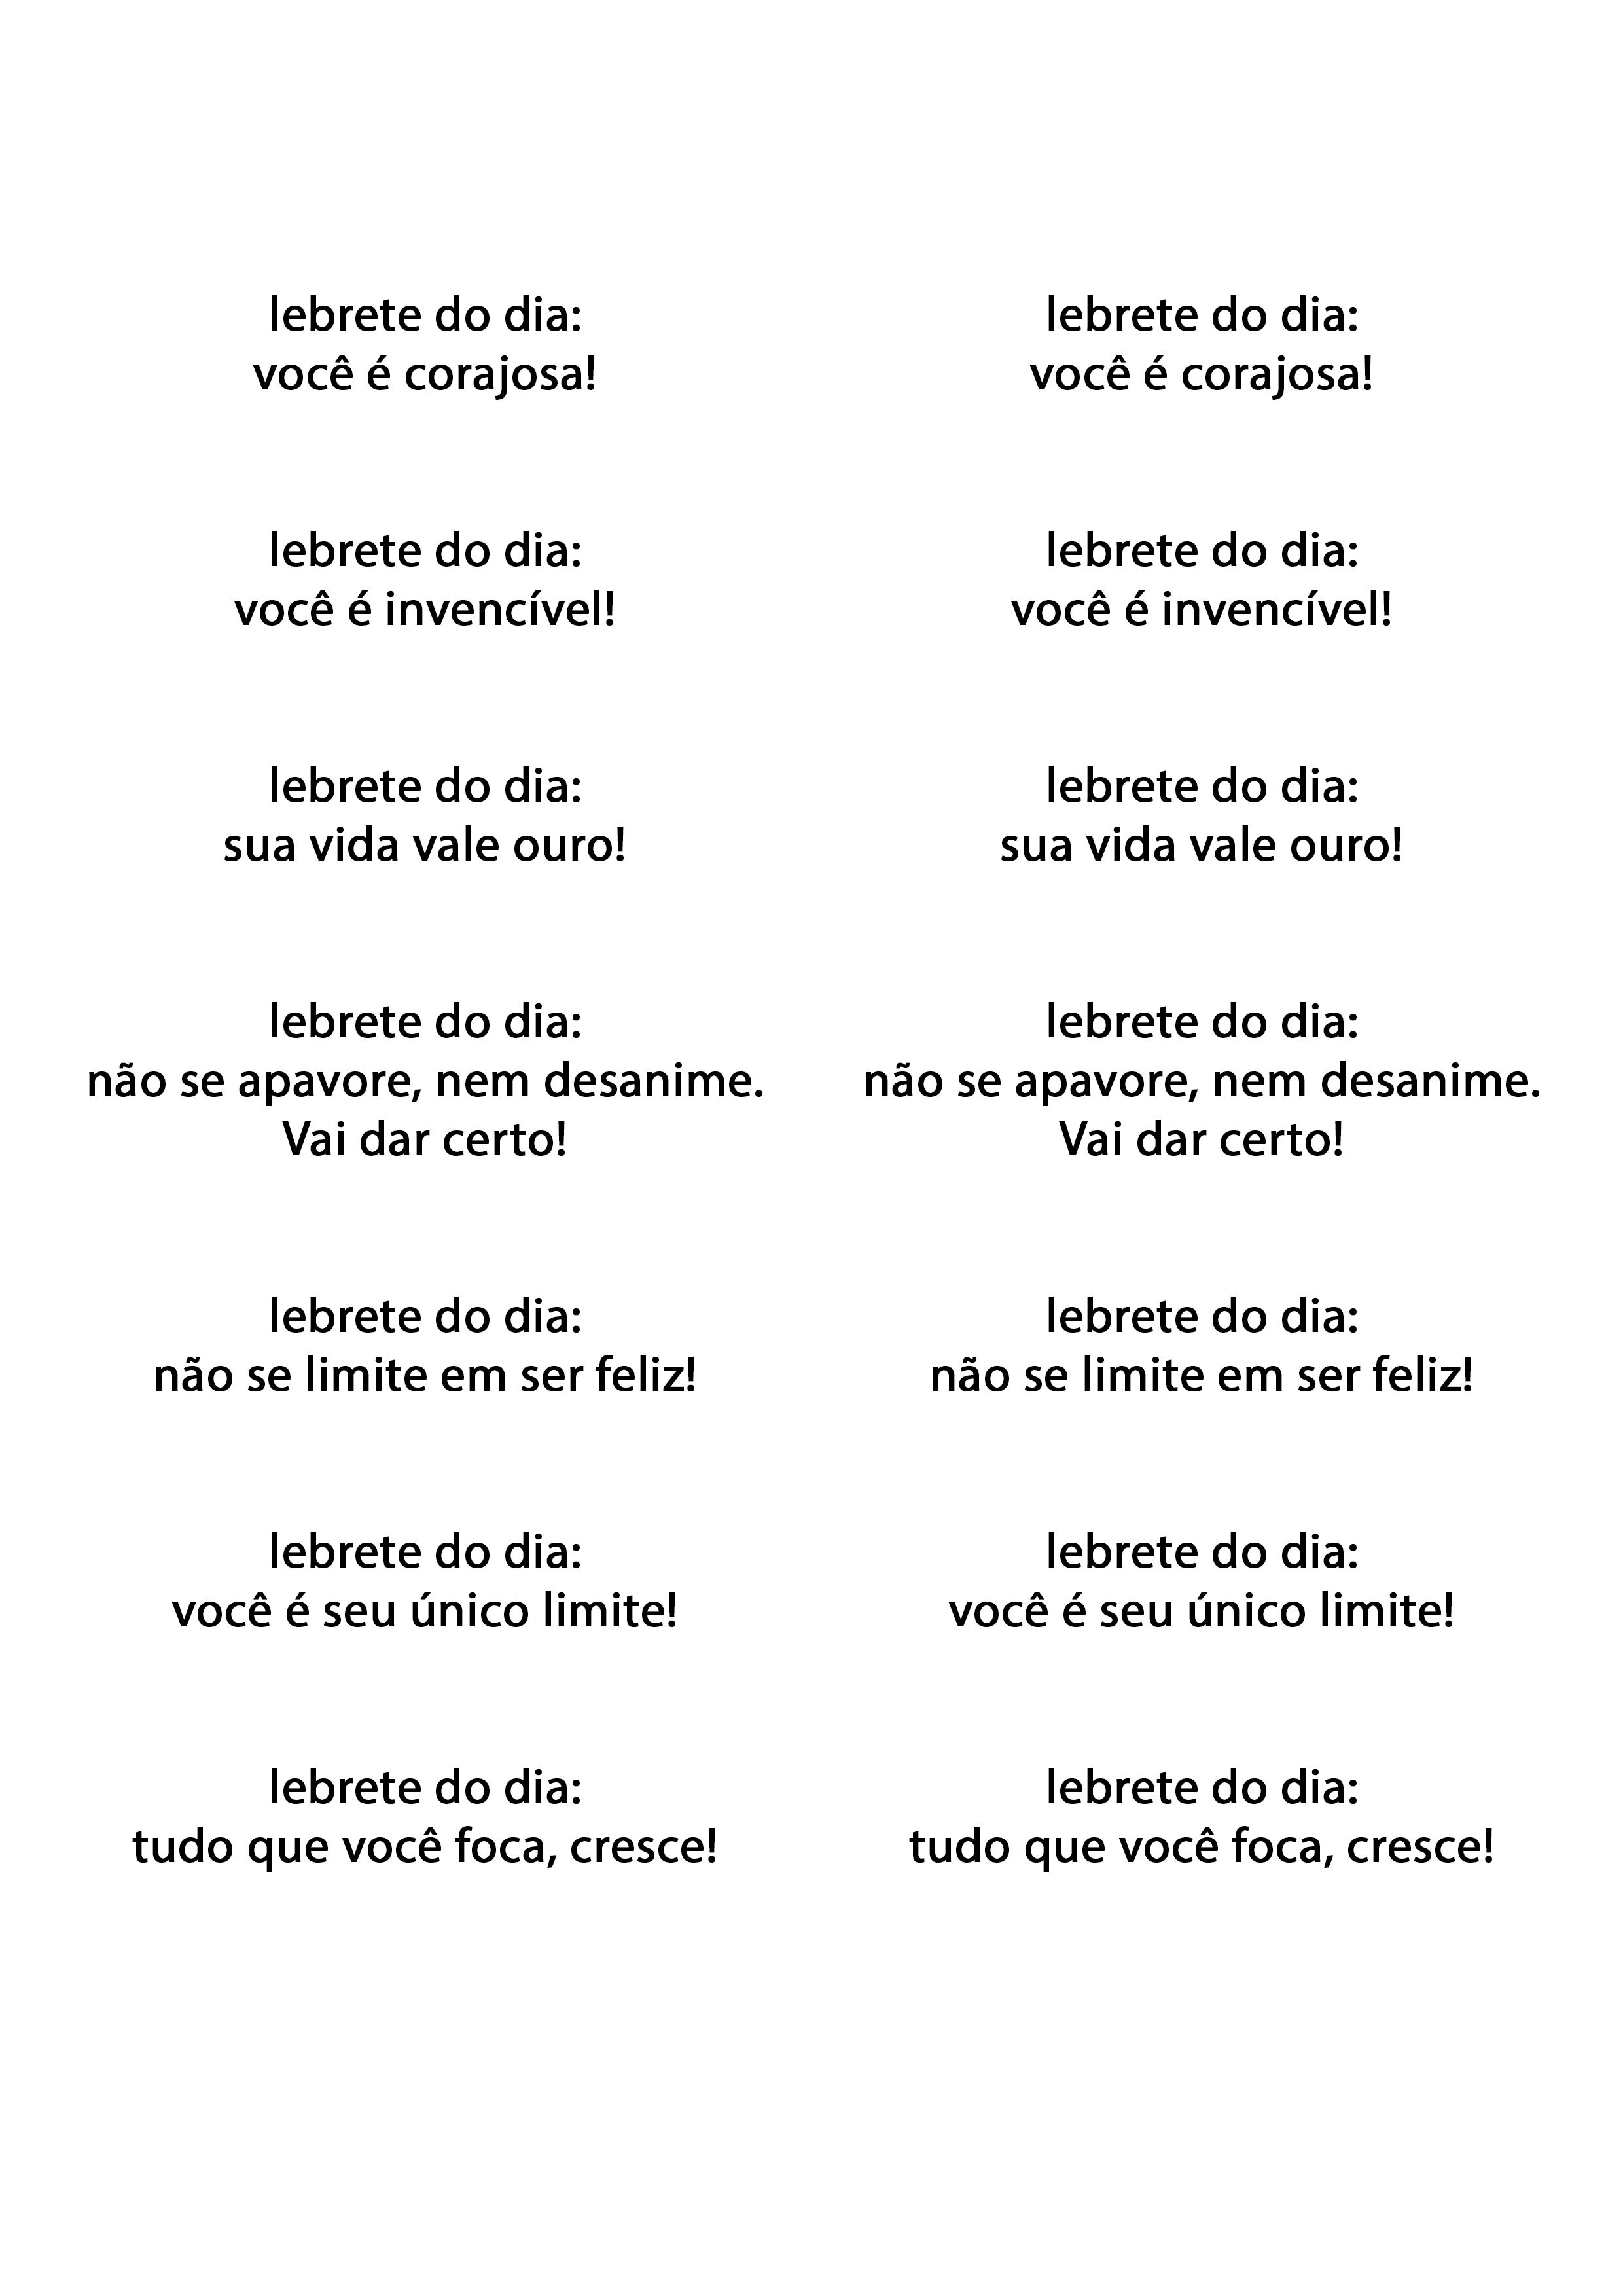 lebrete do dia:
você é corajosa!
lebrete do dia:
você é invencível!
lebrete do dia:
sua vida vale ouro!
lebrete do dia:
não se apavore, nem desanime.
Vai dar certo!
lebrete do dia:
não se limite em ser feliz!
lebrete do dia:
você é seu único limite!
lebrete do dia:
tudo que você foca, cresce!
lebrete do dia:
você é corajosa!
lebrete do dia:
você é invencível!
lebrete do dia:
sua vida vale ouro!
lebrete do dia:
não se apavore, nem desanime.
Vai dar certo!
lebrete do dia:
não se limite em ser feliz!
lebrete do dia:
você é seu único limite!
lebrete do dia:
tudo que você foca, cresce!